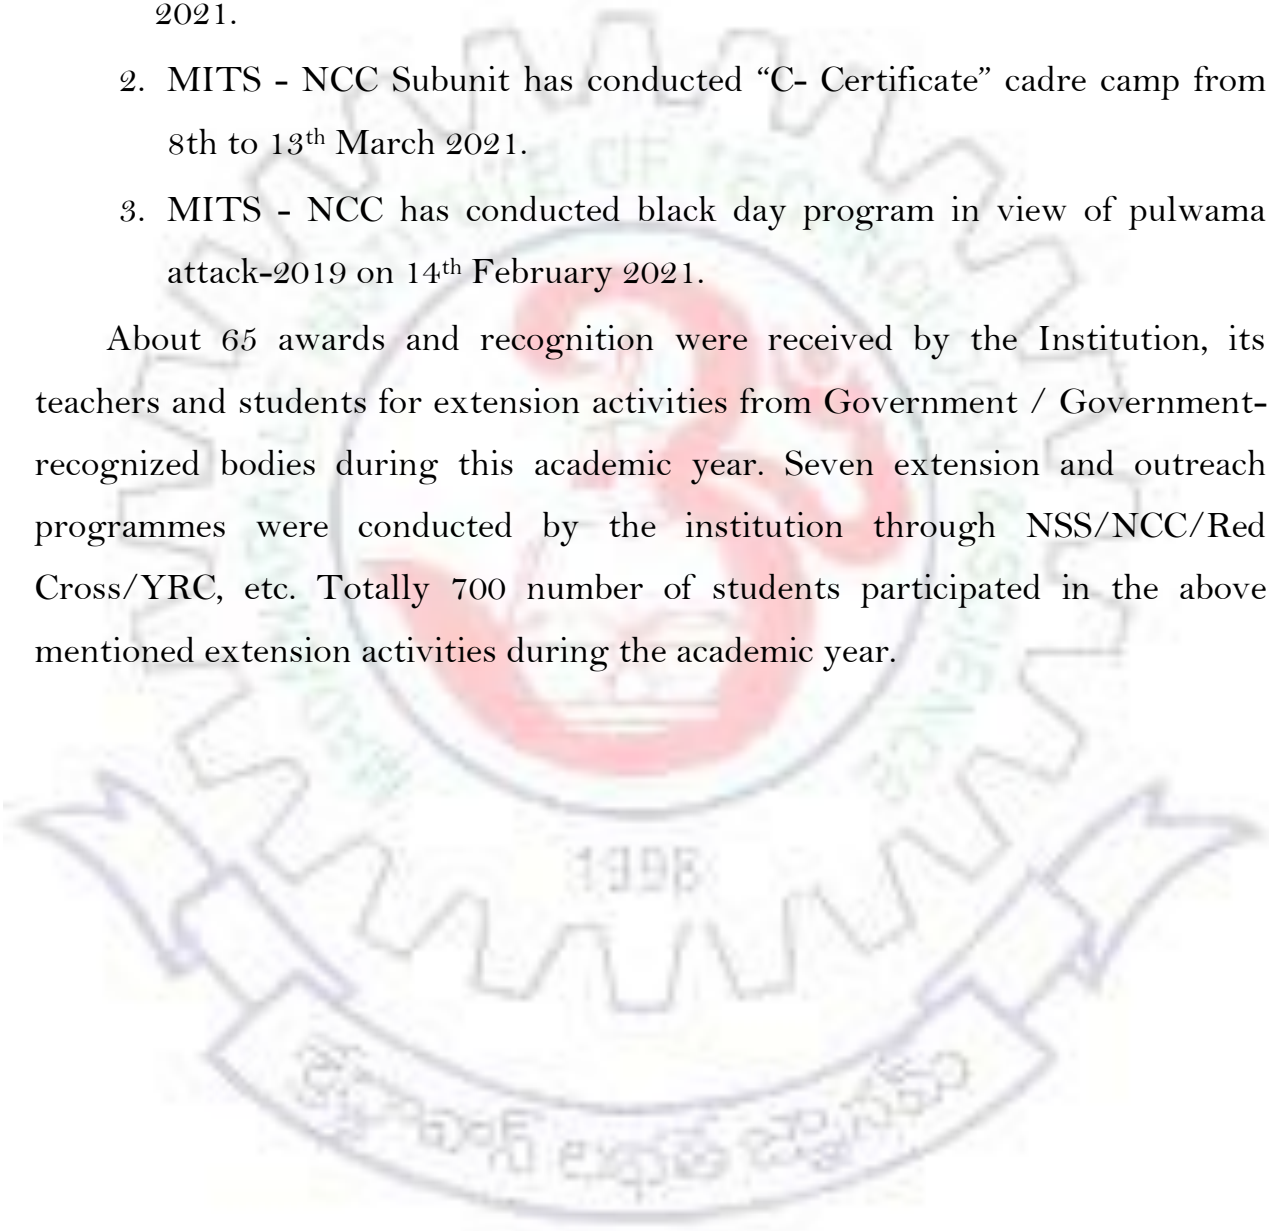 2021.
2. MITS - NCC Subunit has conducted “C- Certificate” cadre camp from
8th to 13th March 2021.
3. MITS - NCC has conducted black day program in view of pulwama
attack-2019 on 14th February 2021.
About 65 awards and recognition were received by the Institution, its
teachers and students for extension activities from Government / Government-
recognized bodies during this academic year. Seven extension and outreach
programmes were conducted by the institution through NSS/NCC/Red
Cross/YRC, etc. Totally 700 number of students participated in the above
mentioned extension activities during the academic year.
1998